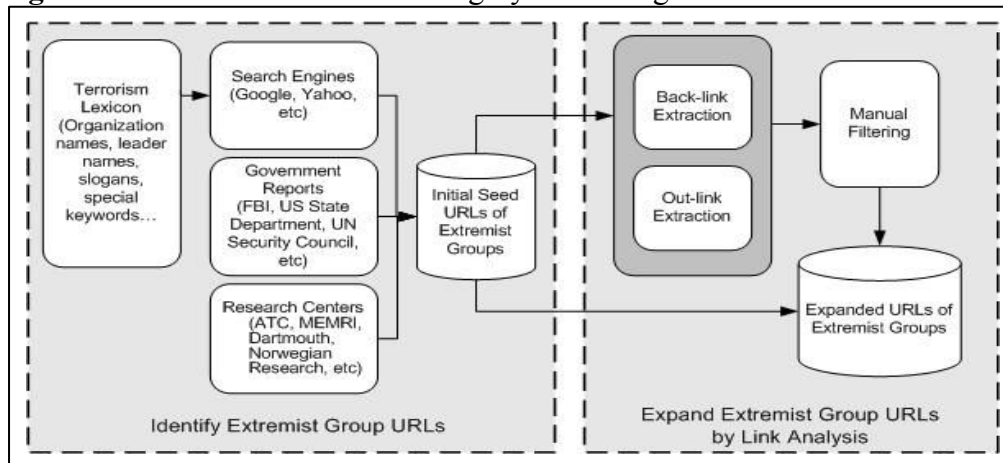 Terrorism
Lexicon
(Organization
names, leader
names,
slogans,
special
keywords…
Search Engines
(Google, Yahoo,
etc)
Government
Reports
(FBI, US State
Department, UN
Security Council,
etc)
Research Centers
(ATC, MEMRI,
Dartmouth,
Norwegian
Research, etc)
Initial Seed
URLs of
Extremist
Groups
Identify Extremist Group URLs
Back-link
Extraction
Out-link
Extraction
Manual
Filtering
Expanded URLs of
Extremist Groups
Expand Extremist Group URLs
by Link Analysis